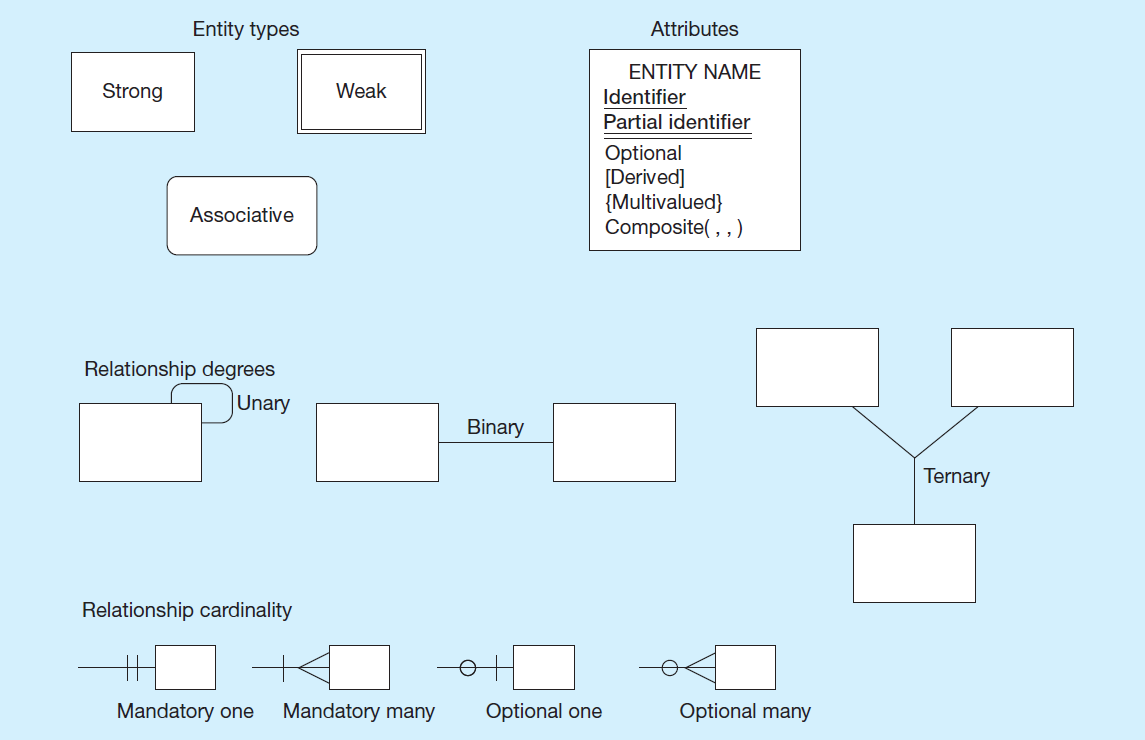 Entity types
Strong
Weak
Associative
Attributes
ENTITY NAME
Identifier
Partial identifier
Optional
[Derived]
{Multivalued}
Composite( , , )
Relationship degrees
Unary
Binary
Ternary
Relationship cardinality
Mandatory one
Mandatory many
Optional one
Optional many